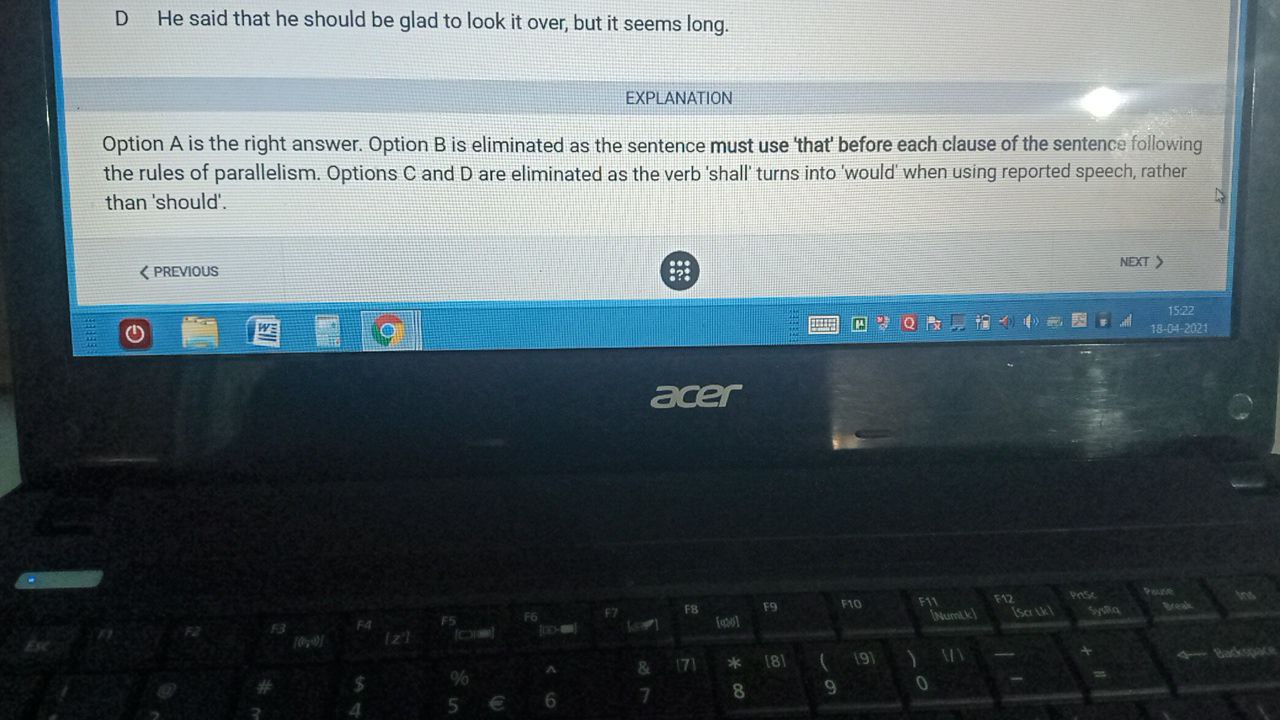 D He said that he should be glad to look it over, but it seems long.
EXPLANATION
Option A is the right answer. Option B is eliminated as the sentence must use 'that' before each clause of the sentence following
the rules of parallelism. Options C and D are eliminated as the verb 'shall' turns into 'would' when using reported speech, rather
than 'should'.
PREVIOUS
NEXT
15:22
18-04-2021
acer
Esc F1 F2 F3 F4 F5 F6 F7 F8 F9 F10 F11 F12 PrtSc Pause Ins
[NumLk] [Scr Lk] SysRq Break
# $ % ^ & [7] * [8] ( [9] ) [/] — + Backspace
3 4 5 € 6 7 8 9 0 - =